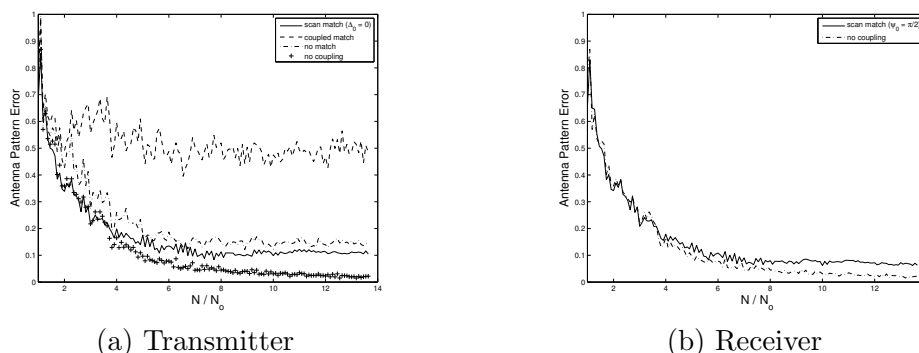 scan match (Δ₀ = 0)
coupled match
no match
no coupling
Antenna Pattern Error
1
0.9
0.8
0.7
0.6
0.5
0.4
0.3
0.2
0.1
0
2 4 6 8 10 12 14
N / Nₒ
(a) Transmitter
scan match (ψ₀ = π/2)
no coupling
Antenna Pattern Error
1
0.9
0.8
0.7
0.6
0.5
0.4
0.3
0.2
0.1
0
2 4 6 8 10 12
N / Nₒ
(b) Receiver